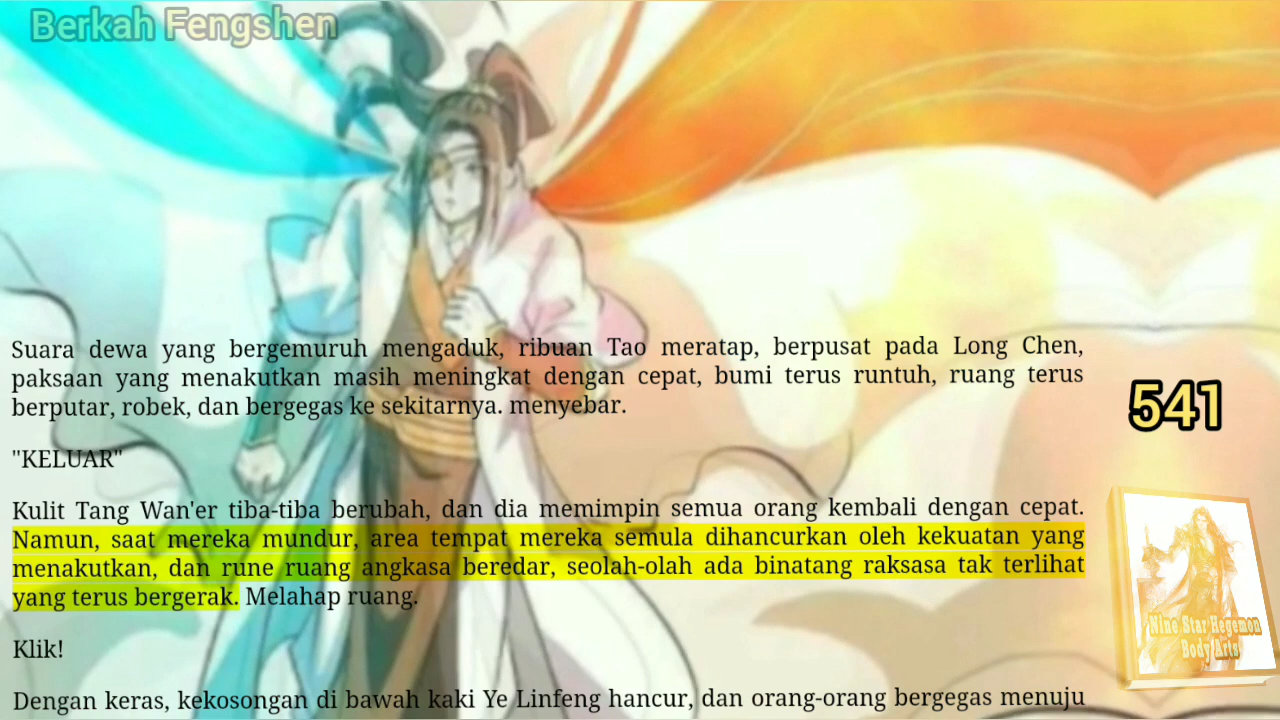 Berkah Fengshen
Suara dewa yang bergemuruh mengaduk, ribuan Tao meratap, berpusat pada Long Chen,
paksaan yang menakutkan masih meningkat dengan cepat, bumi terus runtuh, ruang terus
berputar, robek, dan bergegas ke sekitarnya. menyebar.
541
"KELUAR"
Kulit Tang Wan'er tiba-tiba berubah, dan dia memimpin semua orang kembali dengan cepat.
Namun, saat mereka mundur, area tempat mereka semula dihancurkan oleh kekuatan yang
menakutkan, dan rune ruang angkasa beredar, seolah-olah ada binatang raksasa tak terlihat
yang terus bergerak. Melahap ruang.
Nine Star Hegemon
Body Arts
Klik!
Dengan keras, kekosongan di bawah kaki Ye Linfeng hancur, dan orang-orang bergegas menuju